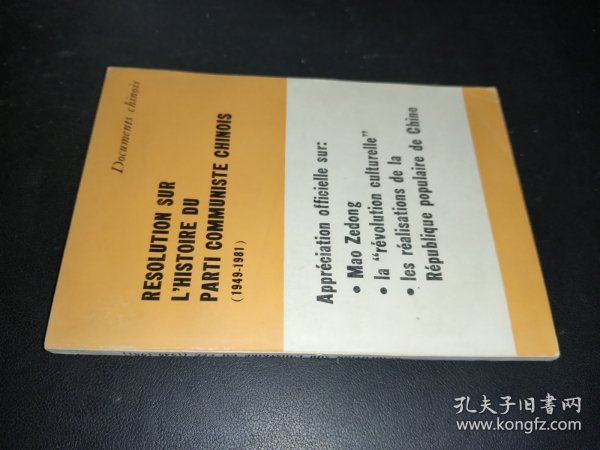 Documents chinois
RESOLUTION SUR
L'HISTOIRE DU
PARTI COMMUNISTE CHINOIS
(1949-1981)
Appréciation officielle sur:
• Mao Zedong
• la "révolution culturelle"
• les réalisations de la
République populaire de Chine
孔夫子旧书网
www.kongfz.com